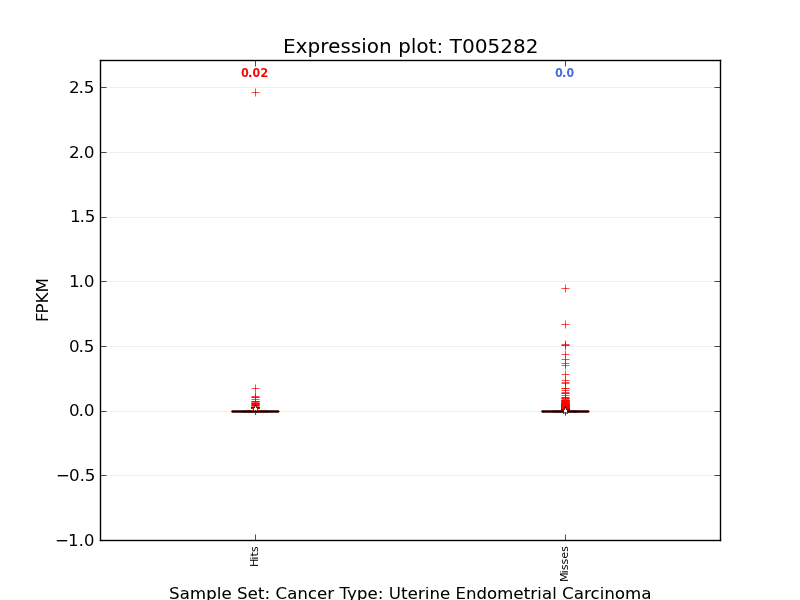 Expression plot: T005282
0.02
0.0
2.5
2.0
1.5
1.0
0.5
0.0
−0.5
−1.0
FPKM
Hits
Misses
Sample Set: Cancer Type: Uterine Endometrial Carcinoma